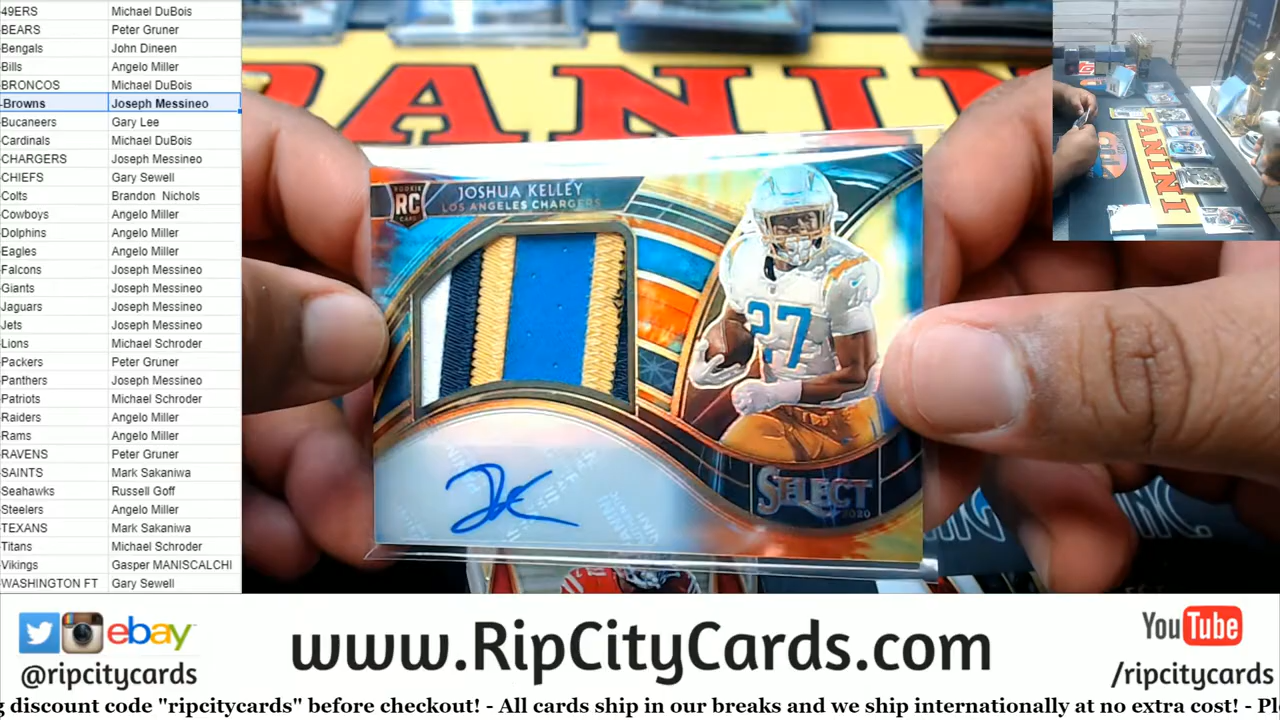 49ERS Michael DuBois
BEARS Peter Gruner
Bengals John Dineen
Bills Angelo Miller
BRONCOS Michael DuBois
-Browns Joseph Messineo
Bucaneers Gary Lee
Cardinals Michael DuBois
CHARGERS Joseph Messineo
CHIEFS Gary Sewell
Colts Brandon Nichols
Cowboys Angelo Miller
Dolphins Angelo Miller
Eagles Angelo Miller
Falcons Joseph Messineo
Giants Joseph Messineo
Jaguars Joseph Messineo
Jets Joseph Messineo
Lions Michael Schroder
Packers Peter Gruner
Panthers Joseph Messineo
Patriots Michael Schroder
Raiders Angelo Miller
Rams Angelo Miller
RAVENS Peter Gruner
SAINTS Mark Sakaniwa
Seahawks Russell Goff
Steelers Angelo Miller
TEXANS Mark Sakaniwa
Titans Michael Schroder
Vikings Gasper MANISCALCHI
WASHINGTON FT Gary Sewell
PANINI
PANINI
ROOKIE
RC
CARD
JOSHUA KELLEY
LOS ANGELES CHARGERS
27
SELECT
2020
ebay
@ripcitycards
www.RipCityCards.com
YouTube
/ripcitycards
g discount code "ripcitycards" before checkout! - All cards ship in our breaks and we ship internationally at no extra cost! - Pl